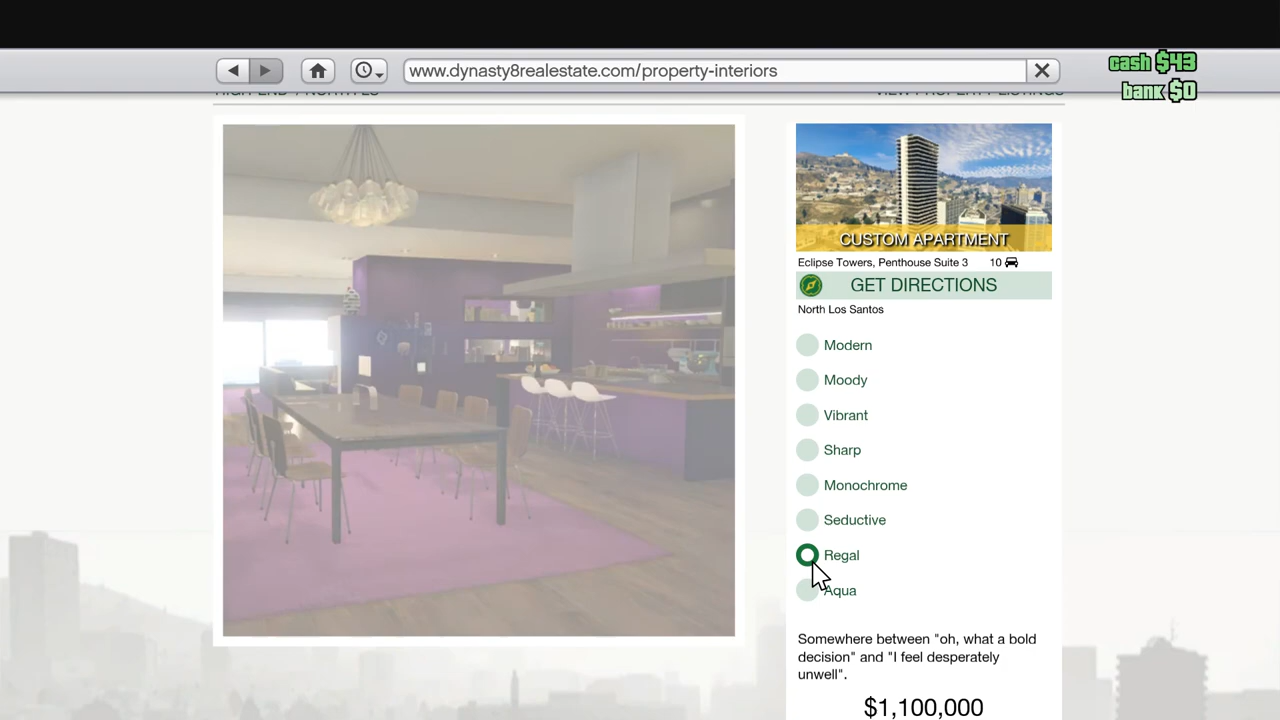 www.dynasty8realestate.com/property-interiors
cash $43
bank $0
CUSTOM APARTMENT
Eclipse Towers, Penthouse Suite 3 10
GET DIRECTIONS
North Los Santos
Modern
Moody
Vibrant
Sharp
Monochrome
Seductive
Regal
Aqua
Somewhere between "oh, what a bold
decision" and "I feel desperately
unwell".
$1,100,000